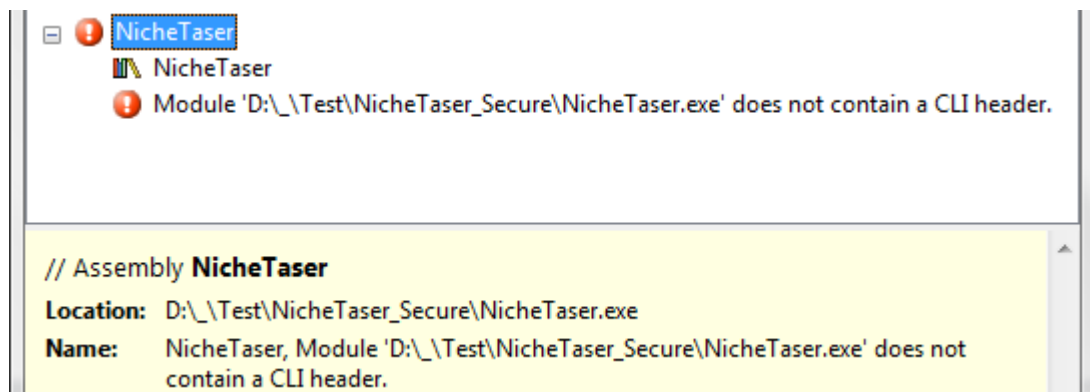 NicheTaser
NicheTaser
Module 'D:\_\Test\NicheTaser_Secure\NicheTaser.exe' does not contain a CLI header.
// Assembly NicheTaser
Location: D:\_\Test\NicheTaser_Secure\NicheTaser.exe
Name: NicheTaser, Module 'D:\_\Test\NicheTaser_Secure\NicheTaser.exe' does not
contain a CLI header.